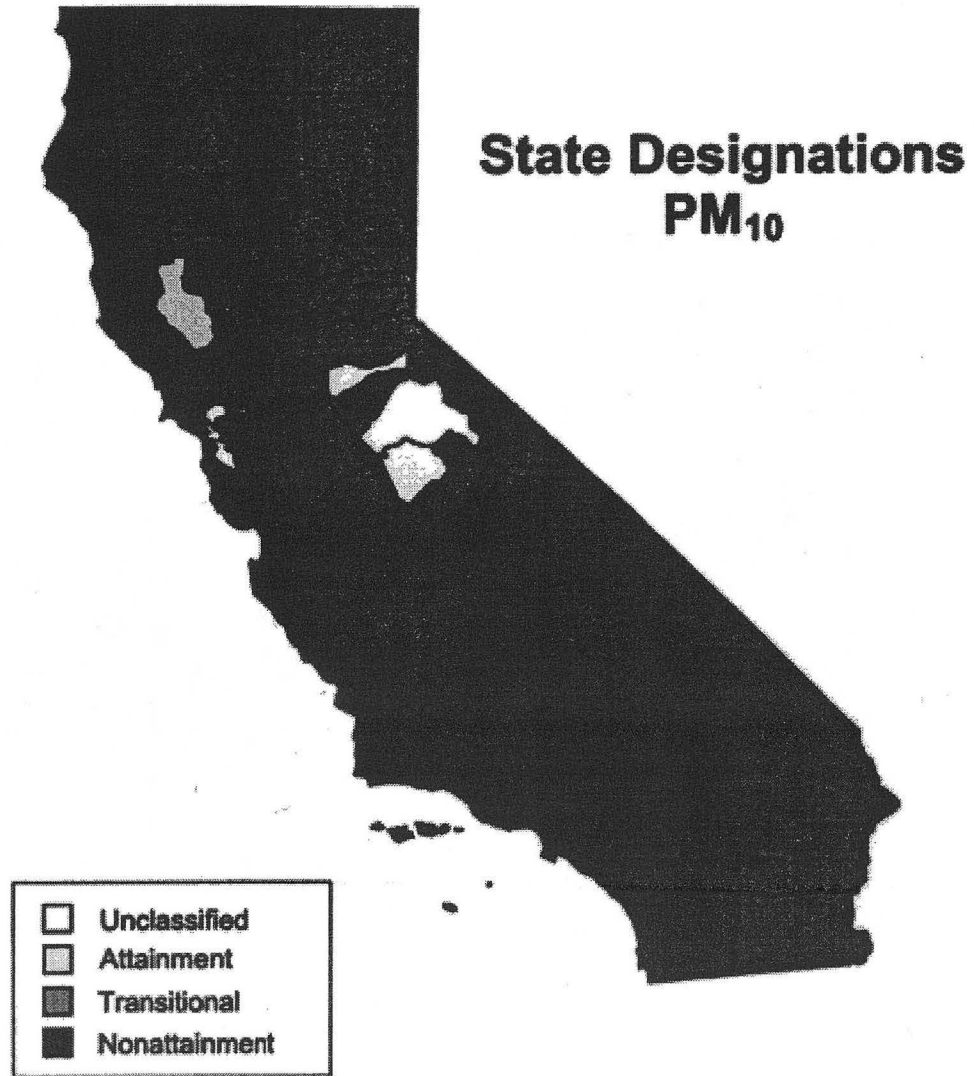 State Designations
PM₁₀
Unclassified
Attainment
Transitional
Nonattainment